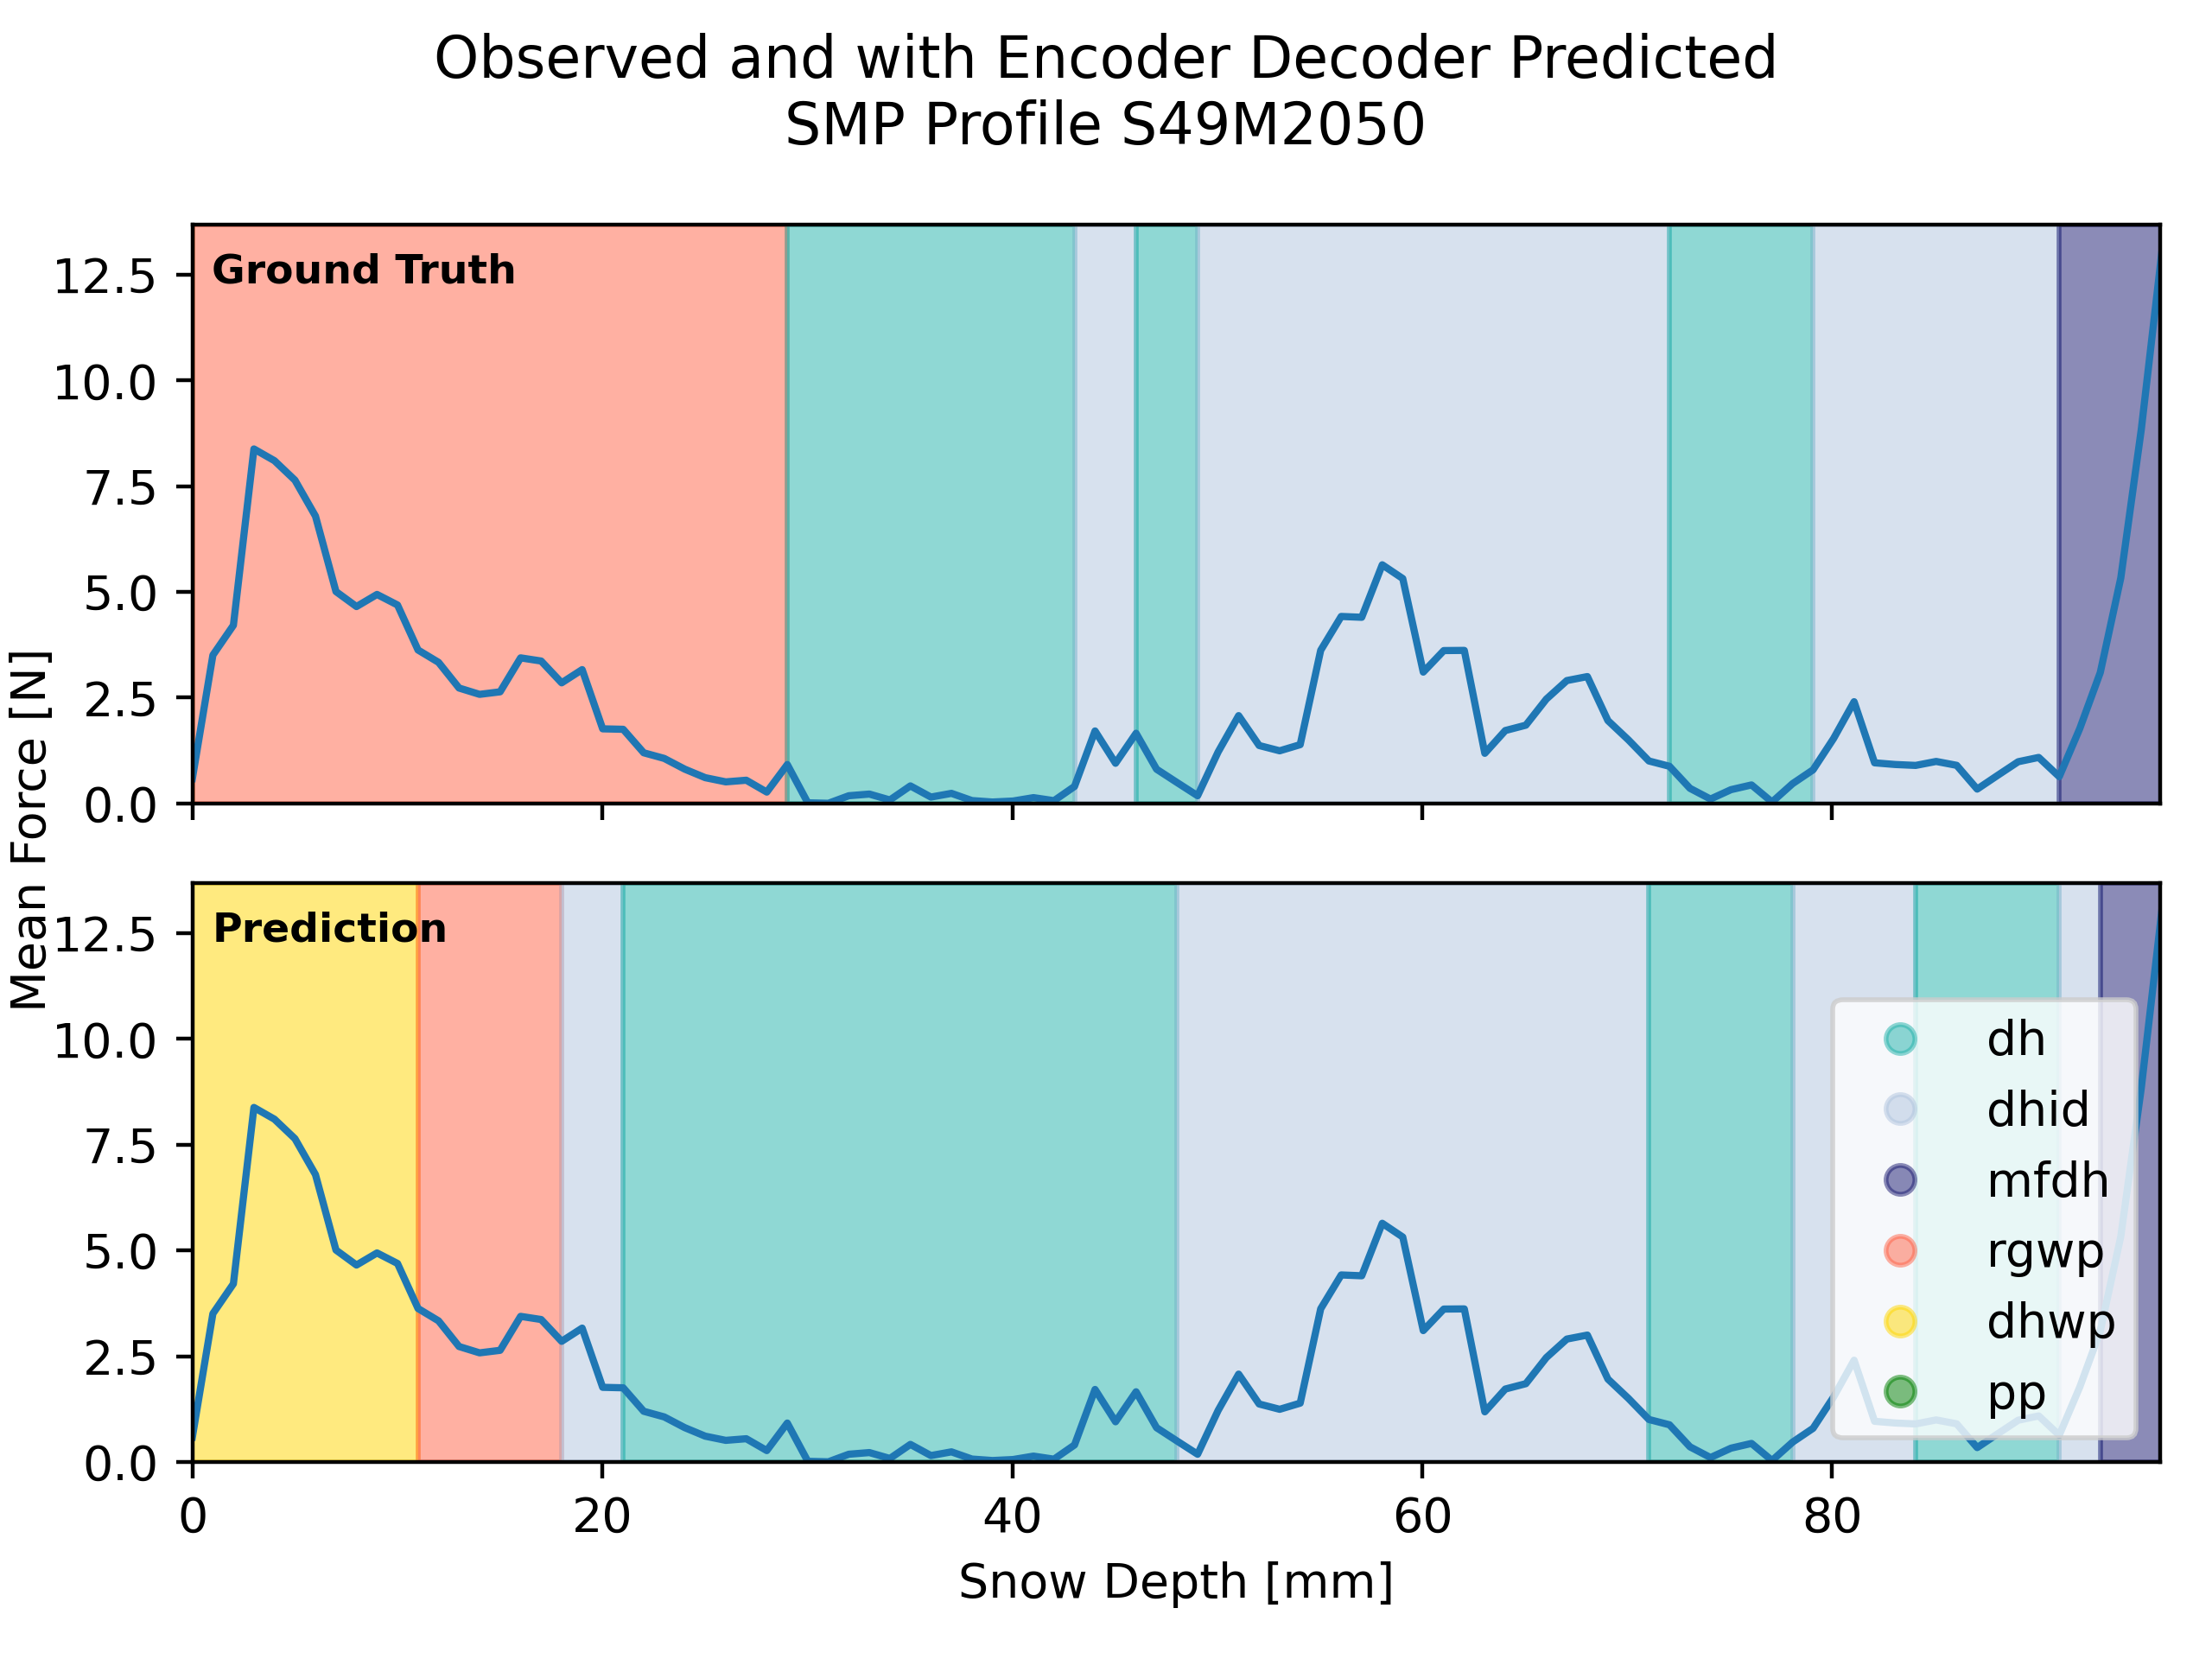 Observed and with Encoder Decoder Predicted
SMP Profile S49M2050
Mean Force [N]
Ground Truth
12.5
10.0
7.5
5.0
2.5
0.0
Prediction
12.5
10.0
7.5
5.0
2.5
0.0
dh
dhid
mfdh
rgwp
dhwp
pp
0 20 40 60 80
Snow Depth [mm]